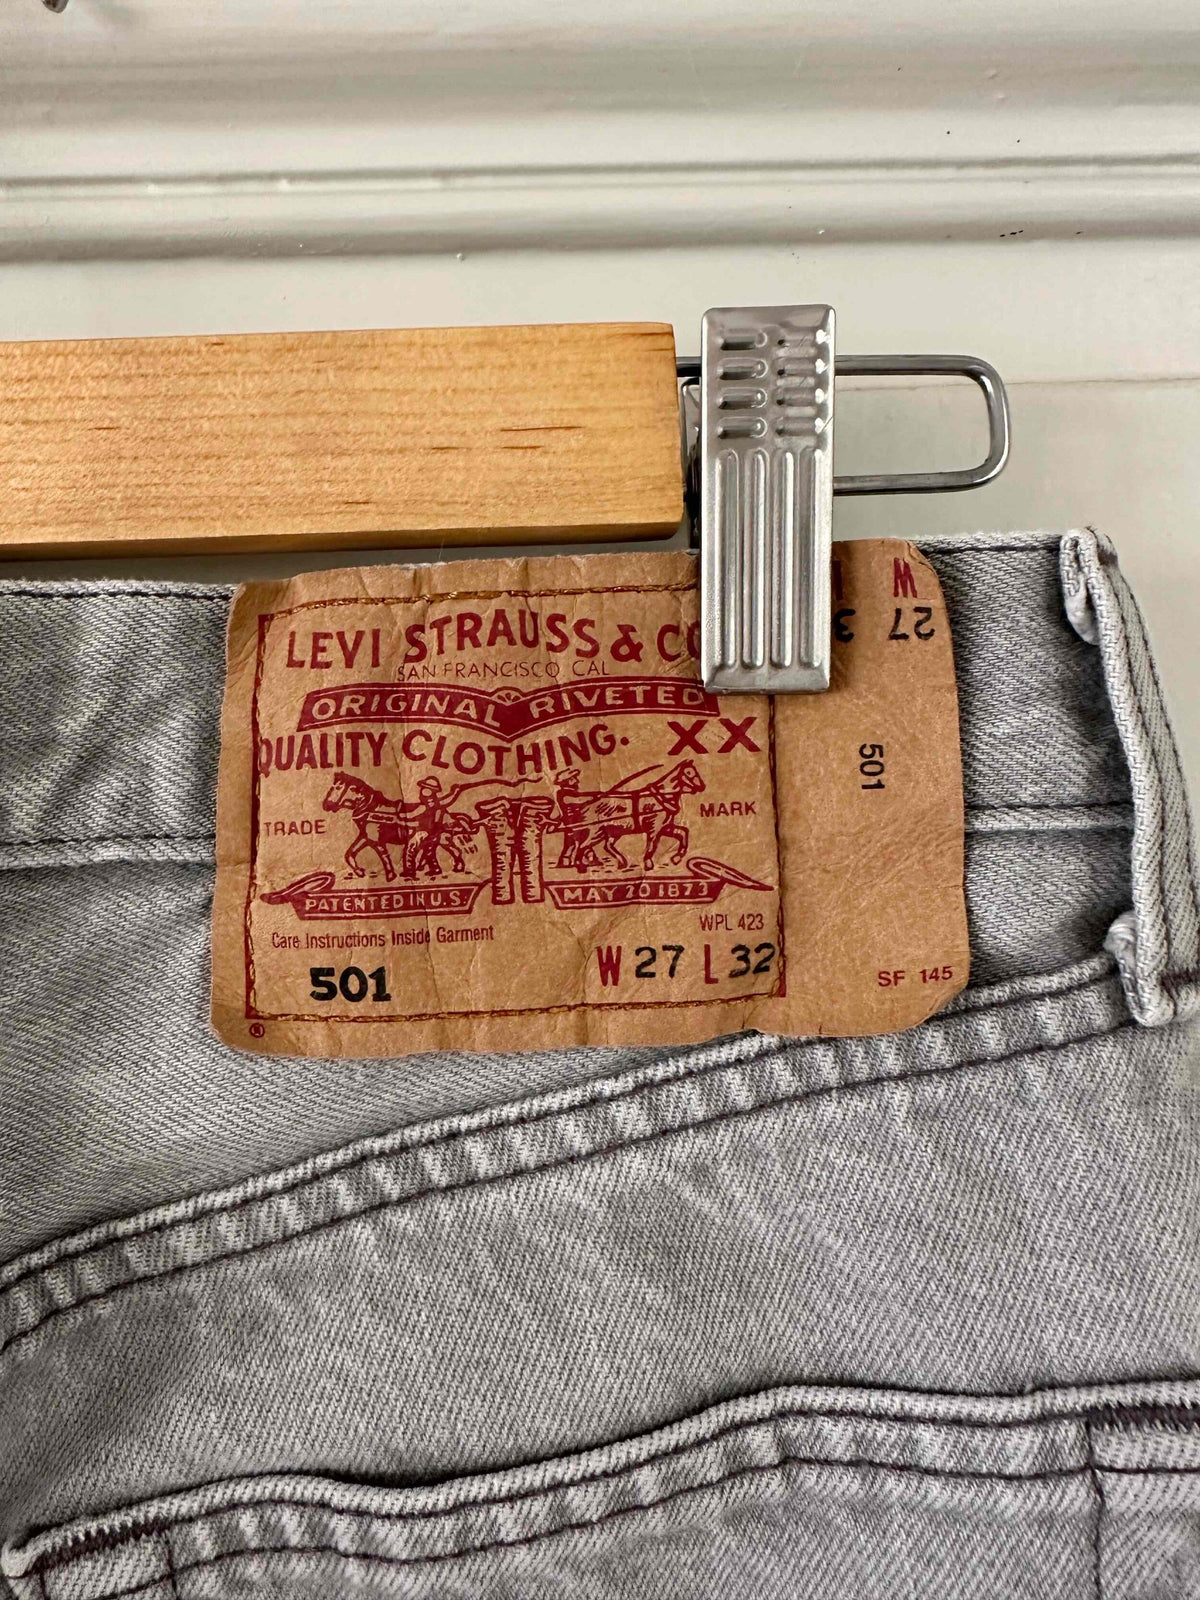 LEVI STRAUSS & CO
SAN FRANCISCO CAL
ORIGINAL RIVETED
QUALITY CLOTHING. XX
TRADE MARK
PATENTED IN U.S. MAY 20 1873
Care Instructions Inside Garment
WPL 423
501
W 27 L 32
®
W
27 3
501
SF 145